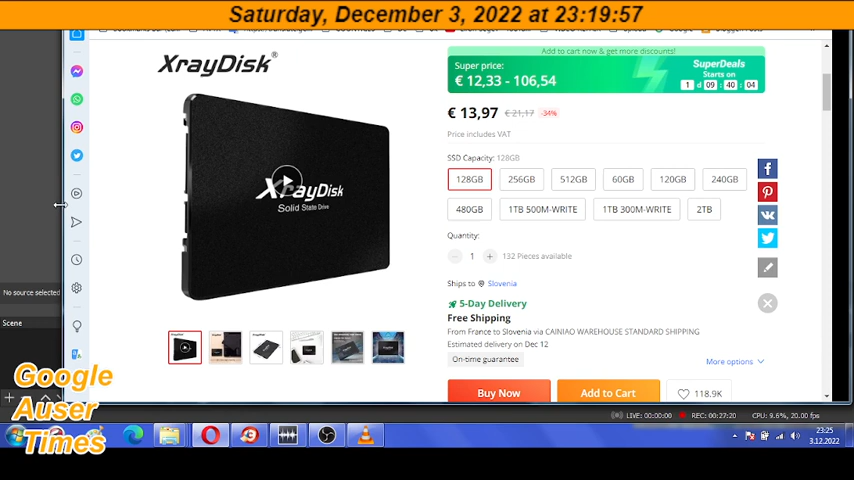 Saturday, December 3, 2022 at 23:19:57
XrayDisk®
Add to cart now & get more discounts!
Super price:
€ 12,33 - 106,54
SuperDeals
Starts on
1 d 09 : 40 : 04
€ 13,97 € 21,17 -34%
Price includes VAT
SSD Capacity: 128GB
128GB 256GB 512GB 60GB 120GB 240GB
480GB 1TB 500M-WRITE 1TB 300M-WRITE 2TB
XrayDisk
Solid State Drive
Quantity:
1 132 Pieces available
Ships to Slovenia
5-Day Delivery
Free Shipping
From France to Slovenia via CAINIAO WAREHOUSE STANDARD SHIPPING
Estimated delivery on Dec 12
On-time guarantee
More options
Buy Now Add to Cart 118.9K
No source selected
Scene
Google
Auser
Times
LIVE: 00:00:00 REC: 00:27:20 CPU: 9.6%, 20.00 fps
23:25
3.12.2022